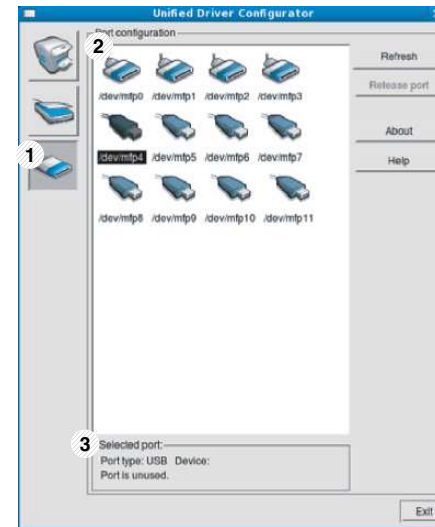 Unified Driver Configurator
Port configuration
2
/dev/mfp0 /dev/mfp1 /dev/mfp2 /dev/mfp3
/dev/mfp4 /dev/mfp5 /dev/mfp6 /dev/mfp7
/dev/mfp8 /dev/mfp9 /dev/mfp10 /dev/mfp11
1
Refresh
Release port
About
Help
3
Selected port:
Port type: USB Device:
Port is unused.
Exit